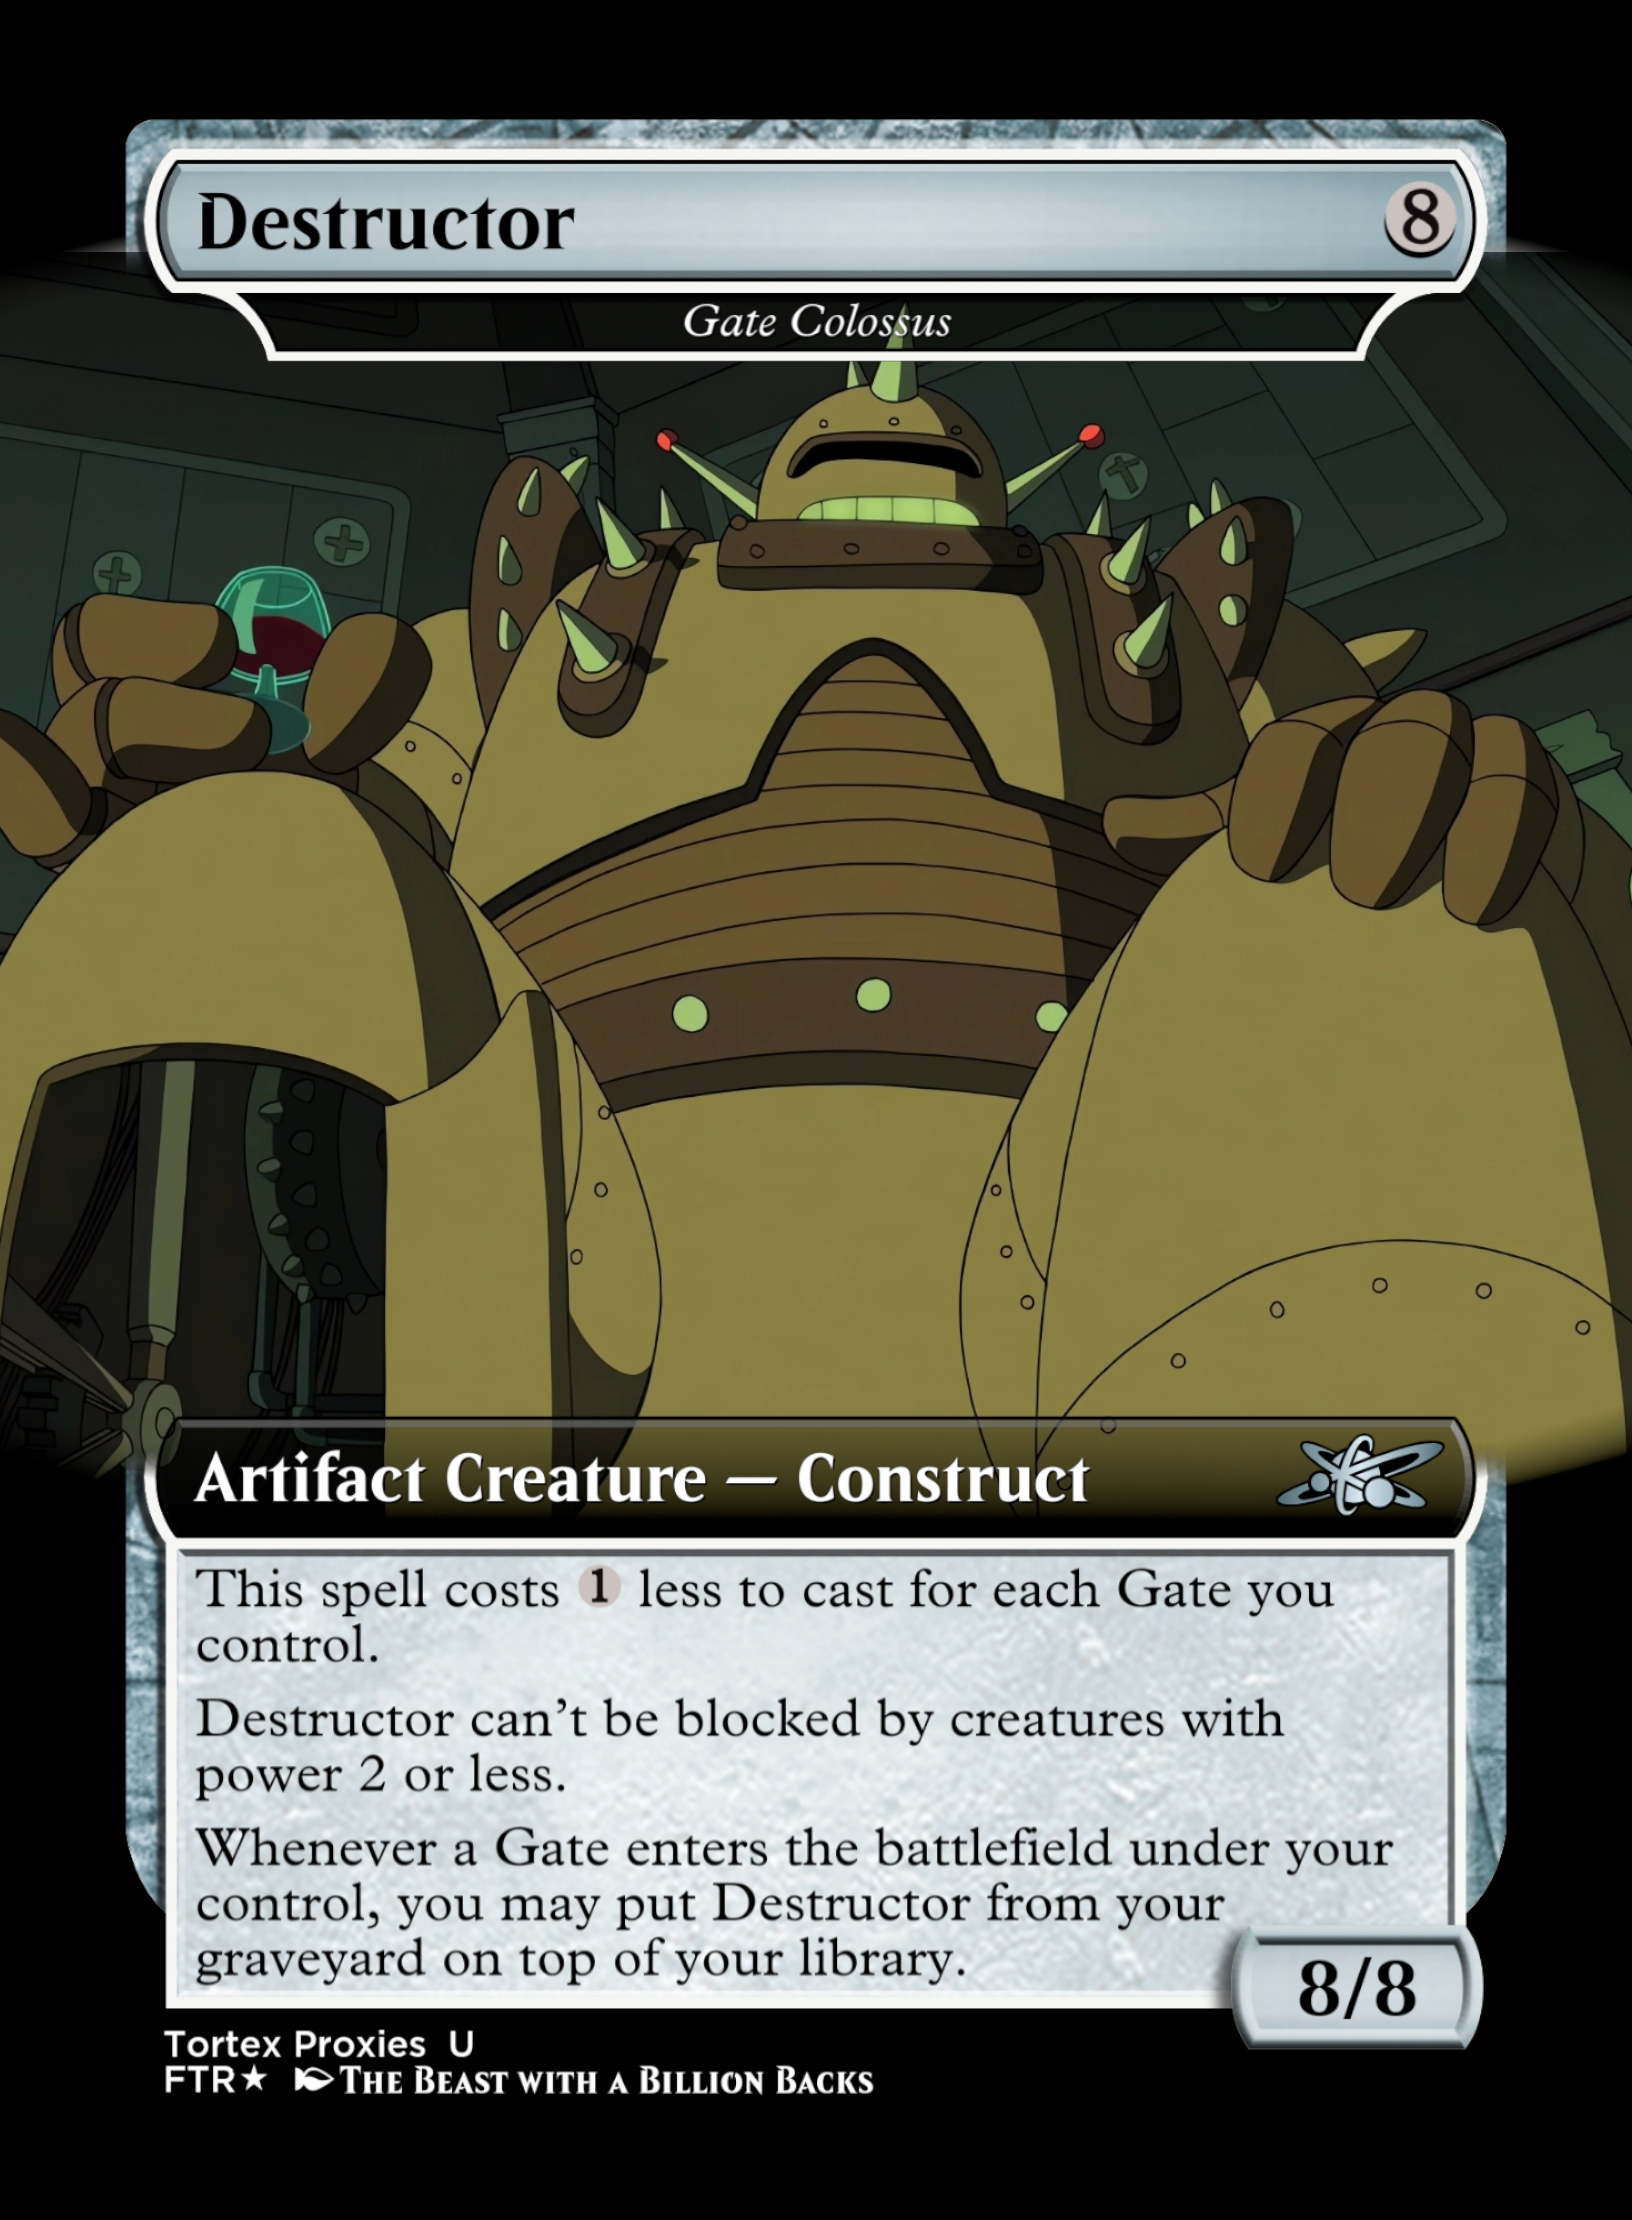 Destructor 8
Gate Colossus
Artifact Creature — Construct
This spell costs 1 less to cast for each Gate you
control.
Destructor can't be blocked by creatures with
power 2 or less.
Whenever a Gate enters the battlefield under your
control, you may put Destructor from your
graveyard on top of your library.
8/8
Tortex Proxies U
FTR★ The Beast with a Billion Backs